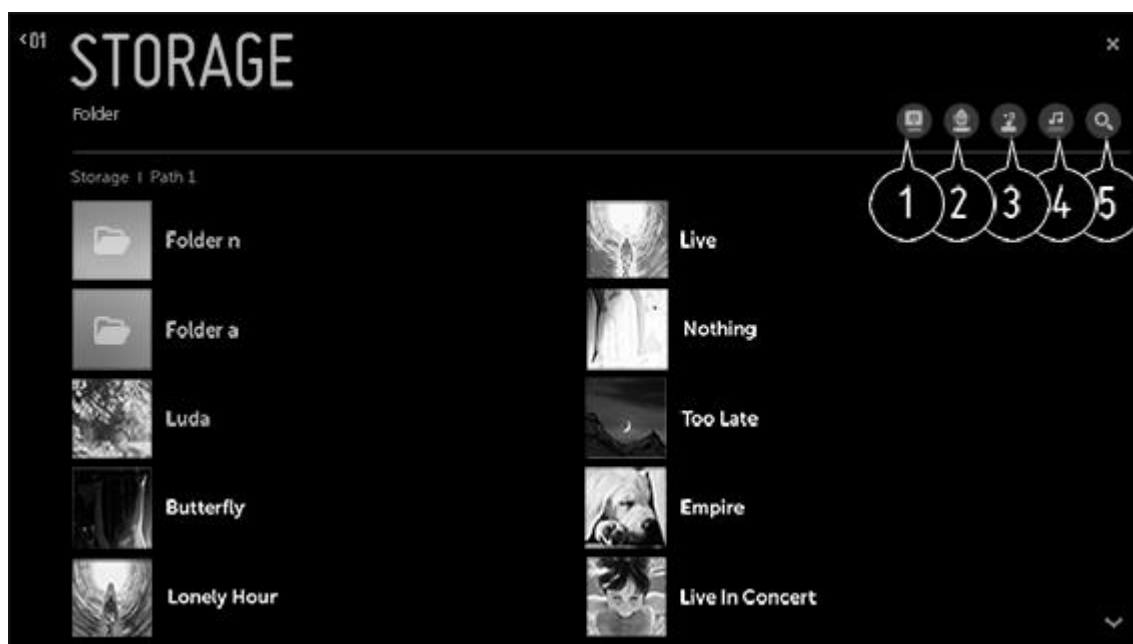 <01
STORAGE
×
Folder
1 2 3 4 5
Storage | Path 1
Folder n
Live
Folder a
Nothing
Luda
Too Late
Butterfly
Empire
Lonely Hour
Live In Concert